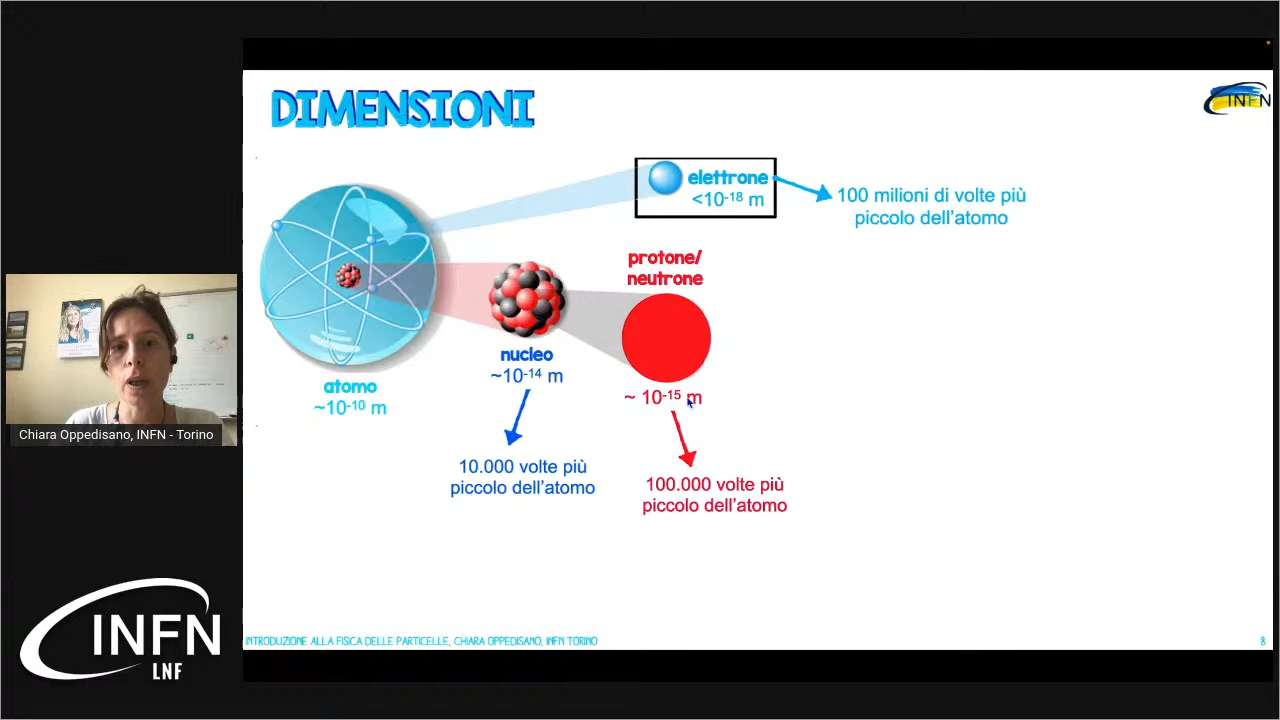 DIMENSIONI
INFN
elettrone
<10-18 m
100 milioni di volte più
piccolo dell'atomo
protone/
neutrone
nucleo
~10-14 m
atomo
~10-10 m
~ 10-15 m
10.000 volte più
piccolo dell'atomo
100.000 volte più
piccolo dell'atomo
Chiara Oppedisano, INFN - Torino
INFN
LNF
INTRODUZIONE ALLA FISICA DELLE PARTICELLE, CHIARA OPPEDISANO, INFN TORINO
8